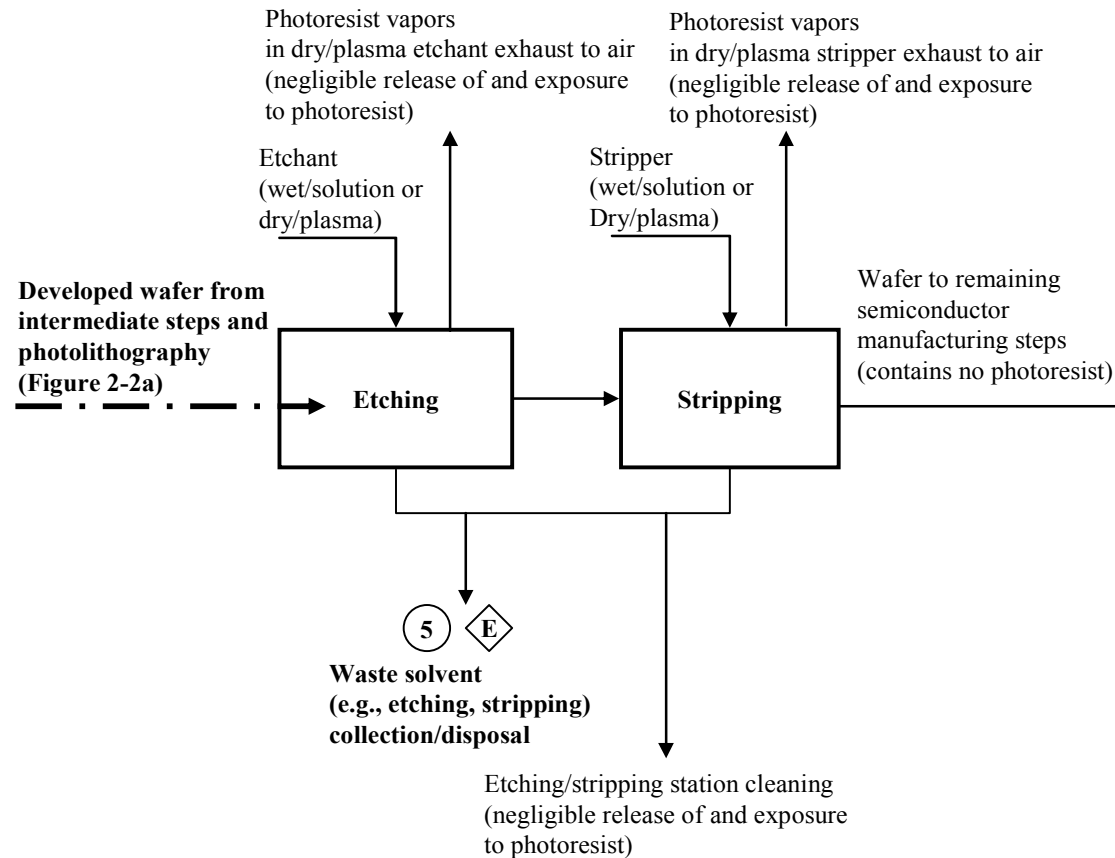 Photoresist vapors
in dry/plasma etchant exhaust to air
(negligible release of and exposure
to photoresist)
Photoresist vapors
in dry/plasma stripper exhaust to air
(negligible release of and exposure
to photoresist)
Etchant
(wet/solution or
dry/plasma)
Stripper
(wet/solution or
Dry/plasma)
Developed wafer from
intermediate steps and
photolithography
(Figure 2-2a)
Etching
Stripping
Wafer to remaining
semiconductor
manufacturing steps
(contains no photoresist)
5
E
Waste solvent
(e.g., etching, stripping)
collection/disposal
Etching/stripping station cleaning
(negligible release of and exposure
to photoresist)